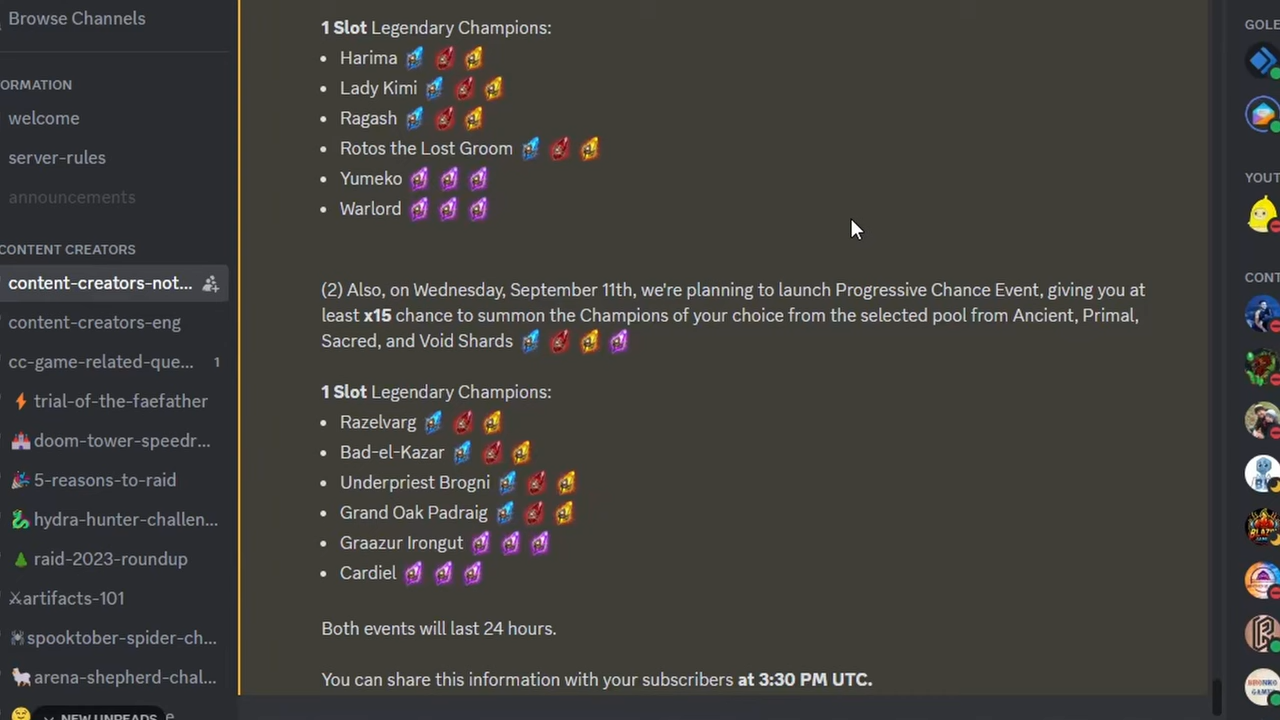 Browse Channels
ORMATION
welcome
server-rules
announcements
CONTENT CREATORS
content-creators-not...
content-creators-eng
cc-game-related-que... 1
trial-of-the-faefather
doom-tower-speedr...
5-reasons-to-raid
hydra-hunter-challen...
raid-2023-roundup
artifacts-101
spooktober-spider-ch...
arena-shepherd-chal...
NEW UNREADS
1 Slot Legendary Champions:
• Harima
• Lady Kimi
• Ragash
• Rotos the Lost Groom
• Yumeko
• Warlord
(2) Also, on Wednesday, September 11th, we're planning to launch Progressive Chance Event, giving you at
least x15 chance to summon the Champions of your choice from the selected pool from Ancient, Primal,
Sacred, and Void Shards
1 Slot Legendary Champions:
• Razelvarg
• Bad-el-Kazar
• Underpriest Brogni
• Grand Oak Padraig
• Graazur Irongut
• Cardiel
Both events will last 24 hours.
You can share this information with your subscribers at 3:30 PM UTC.
GOLE
YOUT
CONT